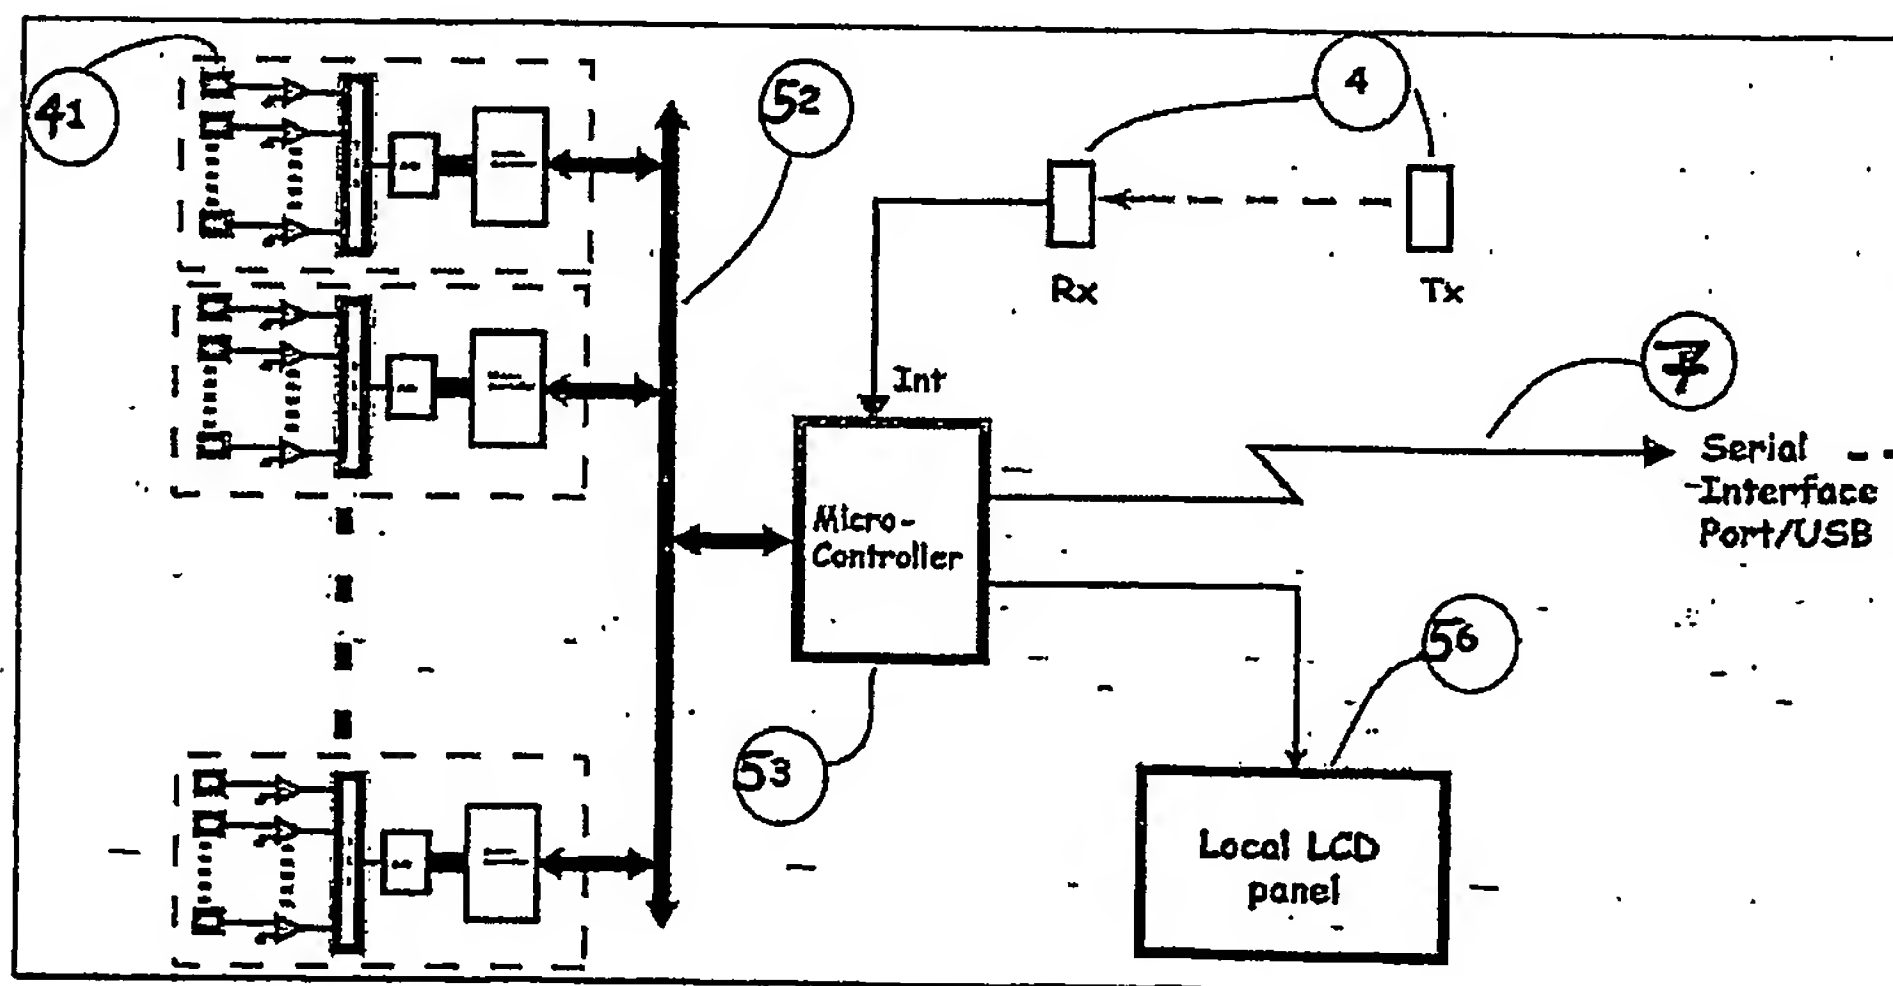 41
52
4
Rx
Tx
Int
7
Serial
Interface
Port/USB
Micro-
Controller
56
53
Local LCD
panel